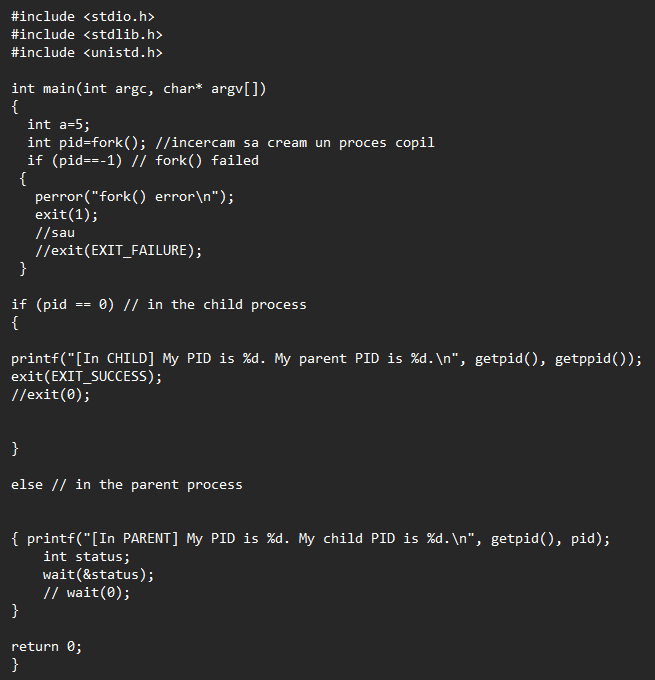 #include <stdio.h>
#include <stdlib.h>
#include <unistd.h>
int main(int argc, char* argv[])
{
int a=5;
int pid=fork(); //incercam sa cream un proces copil
if (pid==-1) // fork() failed
{
perror("fork() error\n");
exit(1);
//sau
//exit(EXIT_FAILURE);
}
if (pid == 0) // in the child process
{
printf("[In CHILD] My PID is %d. My parent PID is %d.\n", getpid(), getppid());
exit(EXIT_SUCCESS);
//exit(0);
}
else // in the parent process
{ printf("[In PARENT] My PID is %d. My child PID is %d.\n", getpid(), pid);
int status;
wait(&status);
// wait(0);
}
return 0;
}